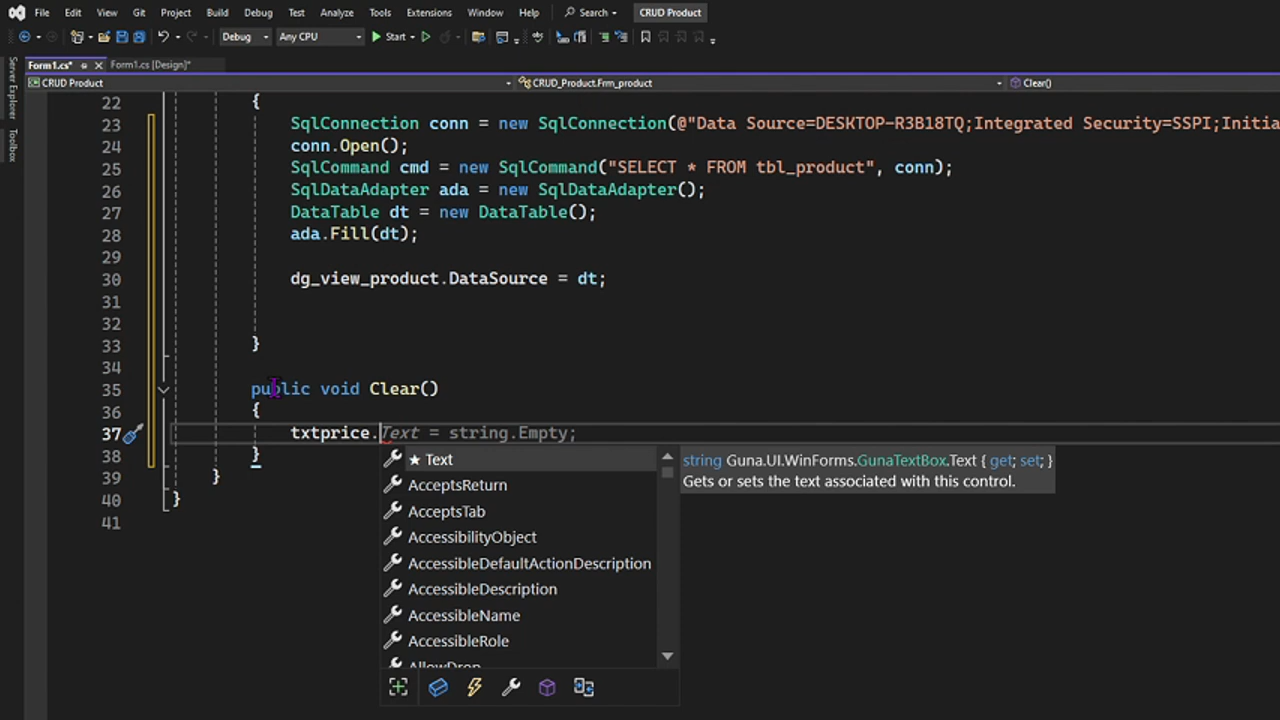 File Edit View Git Project Build Debug Test Analyze Tools Extensions Window Help Search CRUD Product
Debug Any CPU Start
Form1.cs* Form1.cs [Design]*
CRUD Product CRUD_Product.Frm_product Clear()
Server Explorer
Toolbox
22 {
23 SqlConnection conn = new SqlConnection(@"Data Source=DESKTOP-R3B18TQ;Integrated Security=SSPI;Initia
24 conn.Open();
25 SqlCommand cmd = new SqlCommand("SELECT * FROM tbl_product", conn);
26 SqlDataAdapter ada = new SqlDataAdapter();
27 DataTable dt = new DataTable();
28 ada.Fill(dt);
29
30 dg_view_product.DataSource = dt;
31
32
33 }
34
35 public void Clear()
36 {
37 txtprice.Text = string.Empty;
38 }
39 }
40 }
41
★ Text
AcceptsReturn
AcceptsTab
AccessibilityObject
AccessibleDefaultActionDescription
AccessibleDescription
AccessibleName
AccessibleRole
AllowDrop
string Guna.UI.WinForms.GunaTextBox.Text { get; set; }
Gets or sets the text associated with this control.